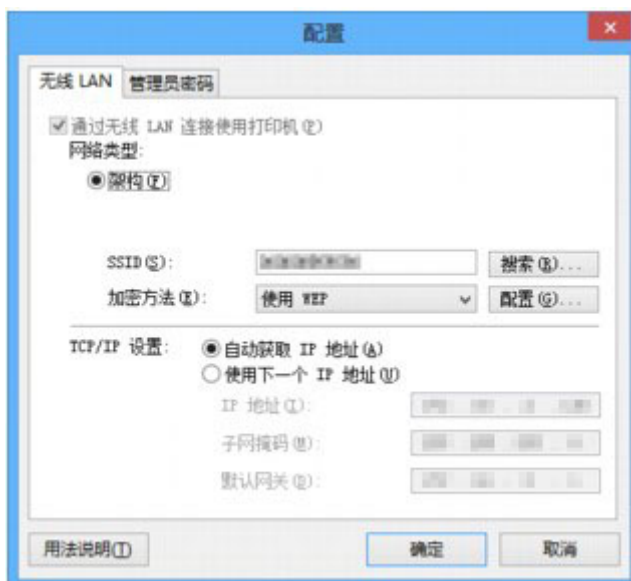 配置
无线 LAN 管理员密码
通过无线 LAN 连接使用打印机(P)
网络类型:
架构(F)
SSID(S): 搜索(R)...
加密方法(E): 使用 WEP 配置(G)...
TCP/IP 设置: 自动获取 IP 地址(A)
使用下一个 IP 地址(U)
IP 地址(I):
子网掩码(M):
默认网关(D):
用法说明(T) 确定 取消